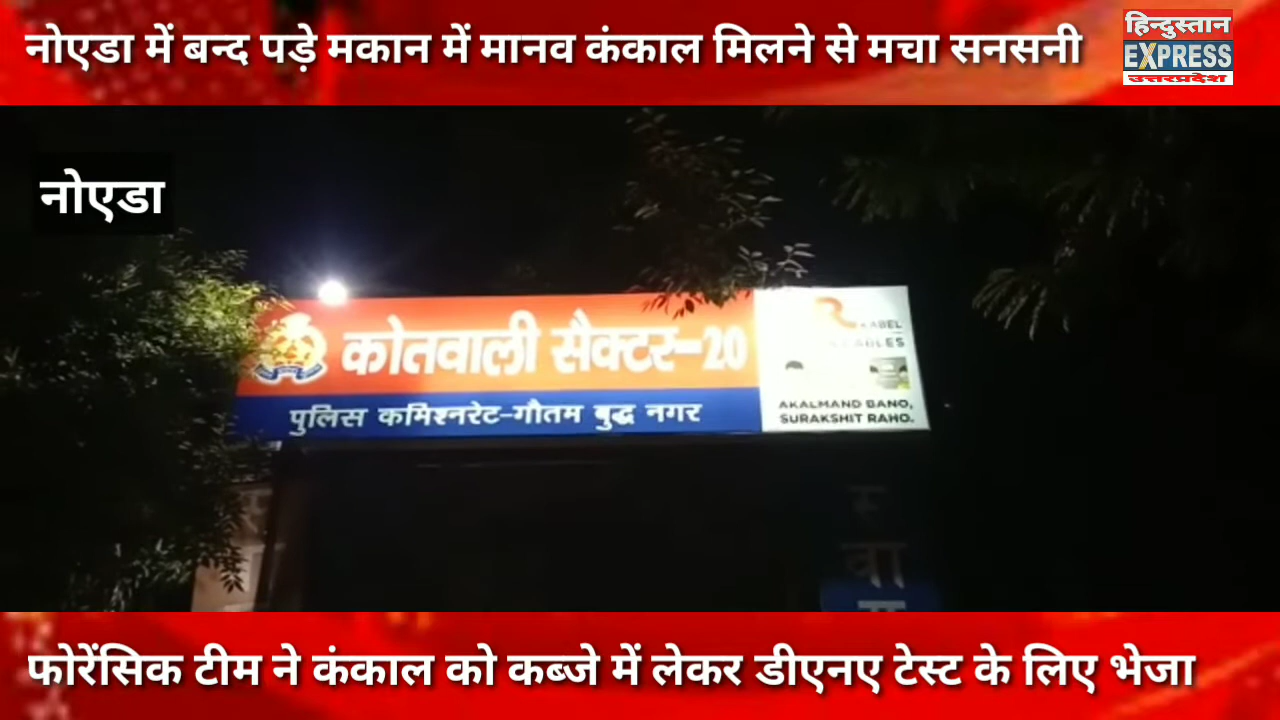 नोएडा में बन्द पड़े मकान में मानव कंकाल मिलने से मचा सनसनी
हिन्दुस्तान
EXPRESS
उत्तरप्रदेश
नोएडा
कोतवाली सैक्टर-20
पुलिस कमिश्नरेट-गौतम बुद्ध नगर
AKALMAND BANO,
SURAKSHIT RAHO.
फोरेंसिक टीम ने कंकाल को कब्जे में लेकर डीएनए टेस्ट के लिए भेजा